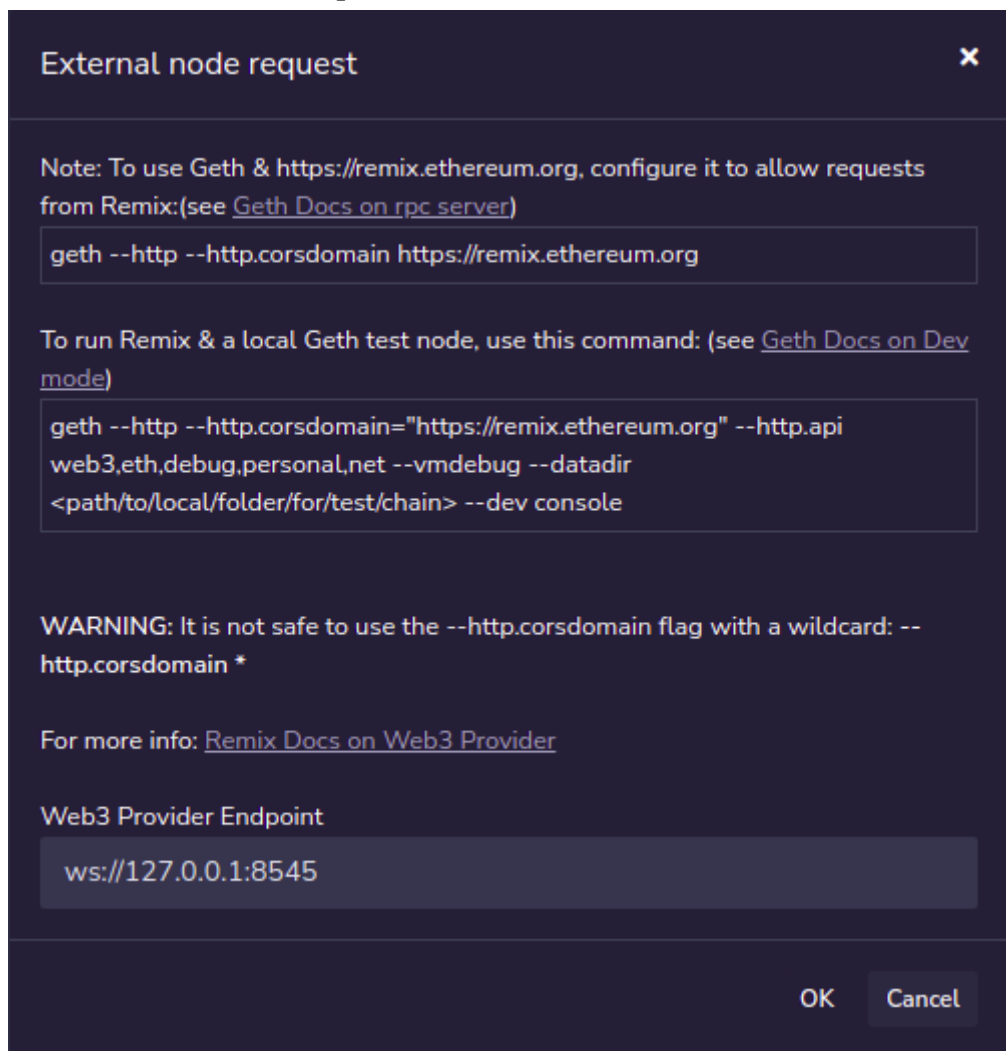 External node request
Note: To use Geth & https://remix.ethereum.org, configure it to allow requests
from Remix:(see Geth Docs on rpc server)
geth --http --http.corsdomain https://remix.ethereum.org
To run Remix & a local Geth test node, use this command: (see Geth Docs on Dev
mode)
geth --http --http.corsdomain="https://remix.ethereum.org" --http.api
web3,eth,debug,personal,net --vmdebug --datadir
<path/to/local/folder/for/test/chain> --dev console
WARNING: It is not safe to use the --http.corsdomain flag with a wildcard: --
http.corsdomain *
For more info: Remix Docs on Web3 Provider
Web3 Provider Endpoint
ws://127.0.0.1:8545
OK Cancel